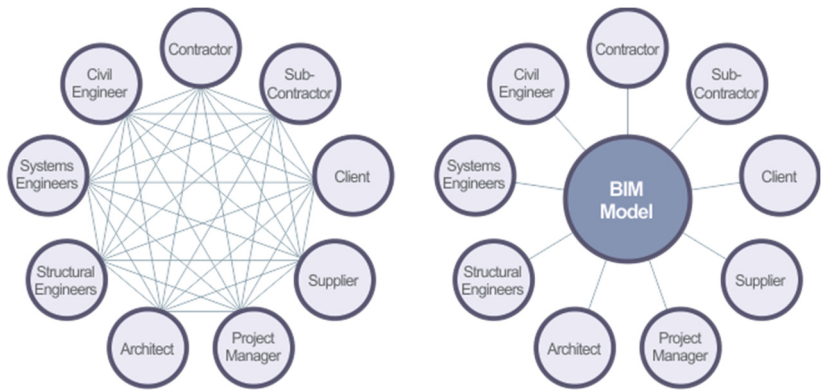 Contractor
Civil
Engineer
Sub-
Contractor
Systems
Engineers
Client
Structural
Engineers
Supplier
Architect
Project
Manager
Contractor
Civil
Engineer
Sub-
Contractor
Systems
Engineers
BIM
Model
Client
Structural
Engineers
Supplier
Architect
Project
Manager